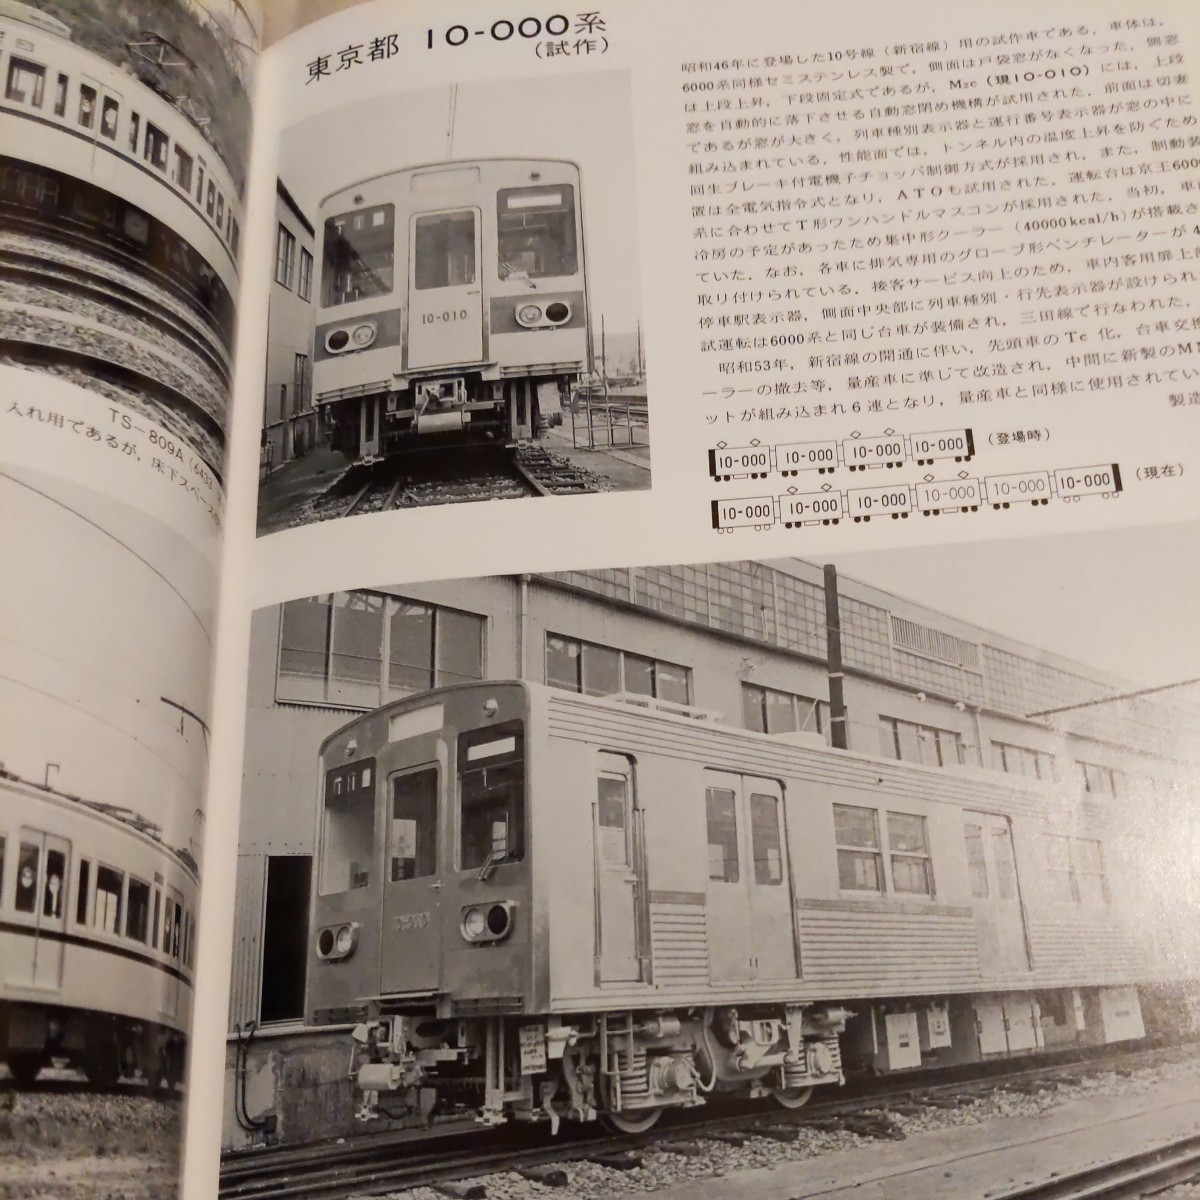 東京都 10-000系
(試作)
昭和46年に登場した10号線（新宿線）用の試作車である．車体は，
6000系同様セミステンレス製で，側面は戸袋窓がなくなった．側窓
は上段上昇，下段固定式であるが，M2c（現10-010）には，上段
窓を自動的に落下させる自動窓閉め機構が試用された．前面は切妻
であるが窓が大きく，列車種別表示器と運行番号表示器が窓の中に
組み込まれている．性能面では，トンネル内の温度上昇を防ぐため
回生ブレーキ付電機子チョッパ制御方式が採用され，また，制動装
置は全電気指令式となり，ATOも試用された．運転台は京王600
系に合わせてT形ワンハンドルマスコンが採用された．当初，車
冷房の予定があったため集中形クーラー（40000kcal/h）が搭載さ
ていた．なお，各車に排気専用のグローブ形ベンチレーターが4
取り付けられている．接客サービス向上のため，車内客用扉上
停車駅表示器，側面中央部に列車種別・行先表示器が設けられ
試運転は6000系と同じ台車が装備され，三田線で行なわれた．
昭和53年，新宿線の開通に伴い，先頭車のTc化，台車交換
ーラーの撤去等，量産車に準じて改造され，中間に新製のM
ットが組み込まれ6連となり，量産車と同様に使用されてい
製造
10-000 10-000 10-000 10-000 (登場時)
10-000 10-000 10-000 10-000 10-000 10-000 (現在)
10-010
TS-809A (6433
入れ用であるが，床下スペー